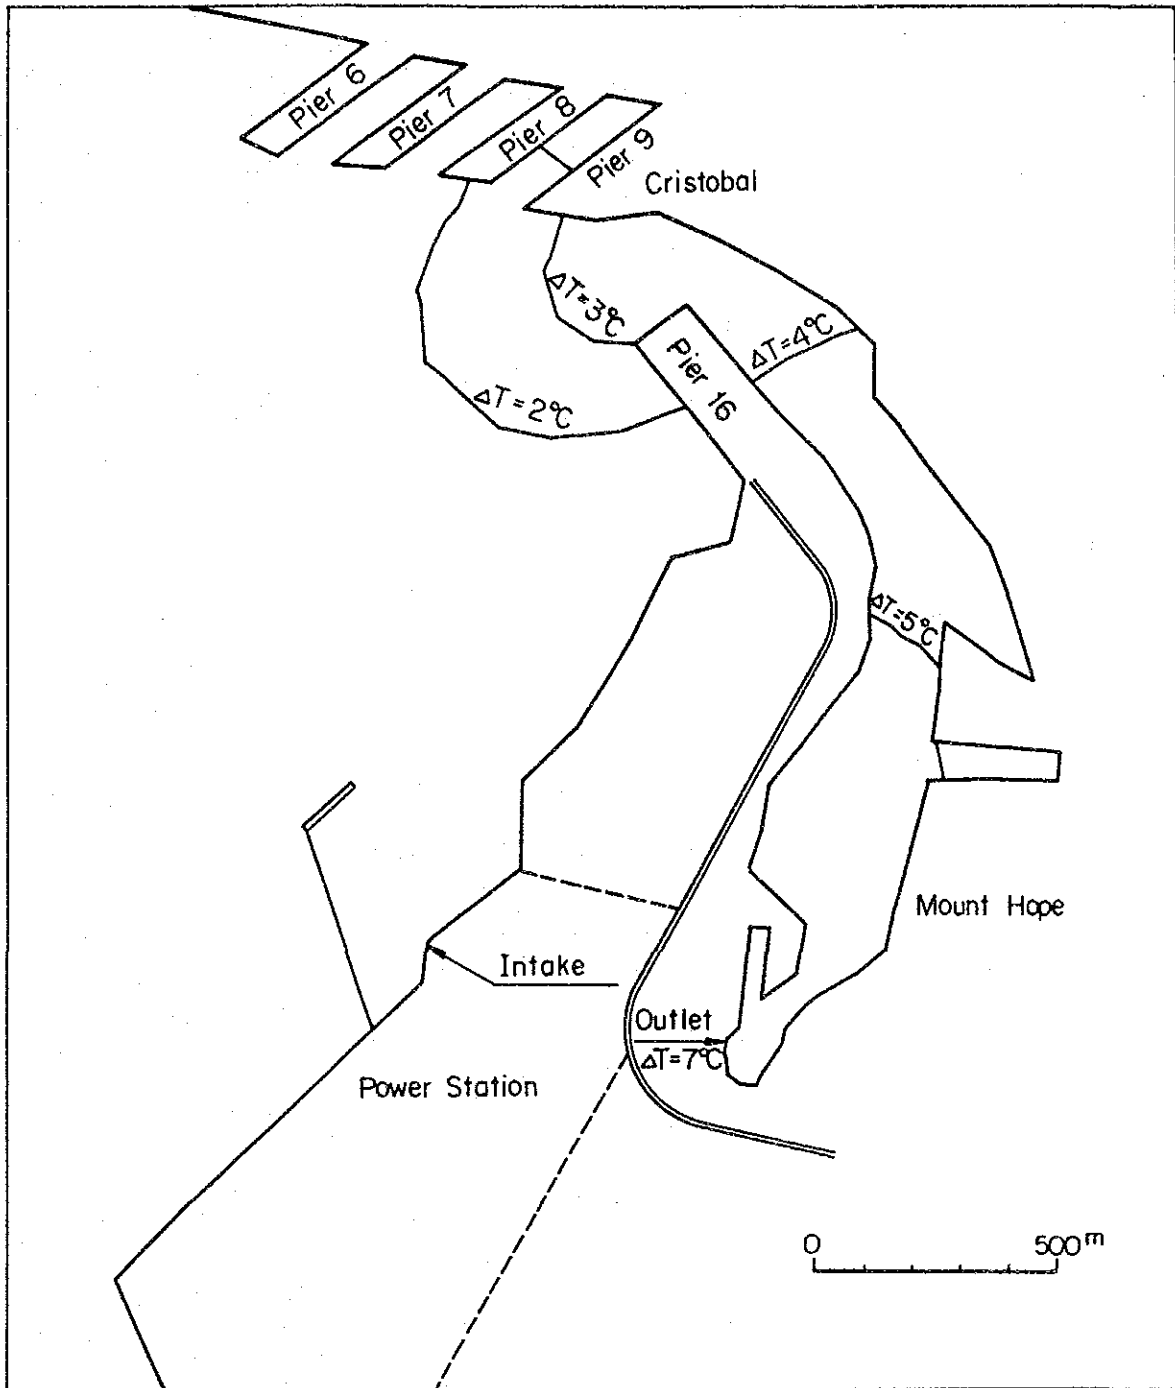 Pier 6
Pier 7
Pier 8
Pier 9
Cristobal
ΔT=3℃
ΔT=4℃
Pier 16
ΔT=2℃
ΔT=5℃
Mount Hope
Intake
Outlet
ΔT=7℃
Power Station
0 500m